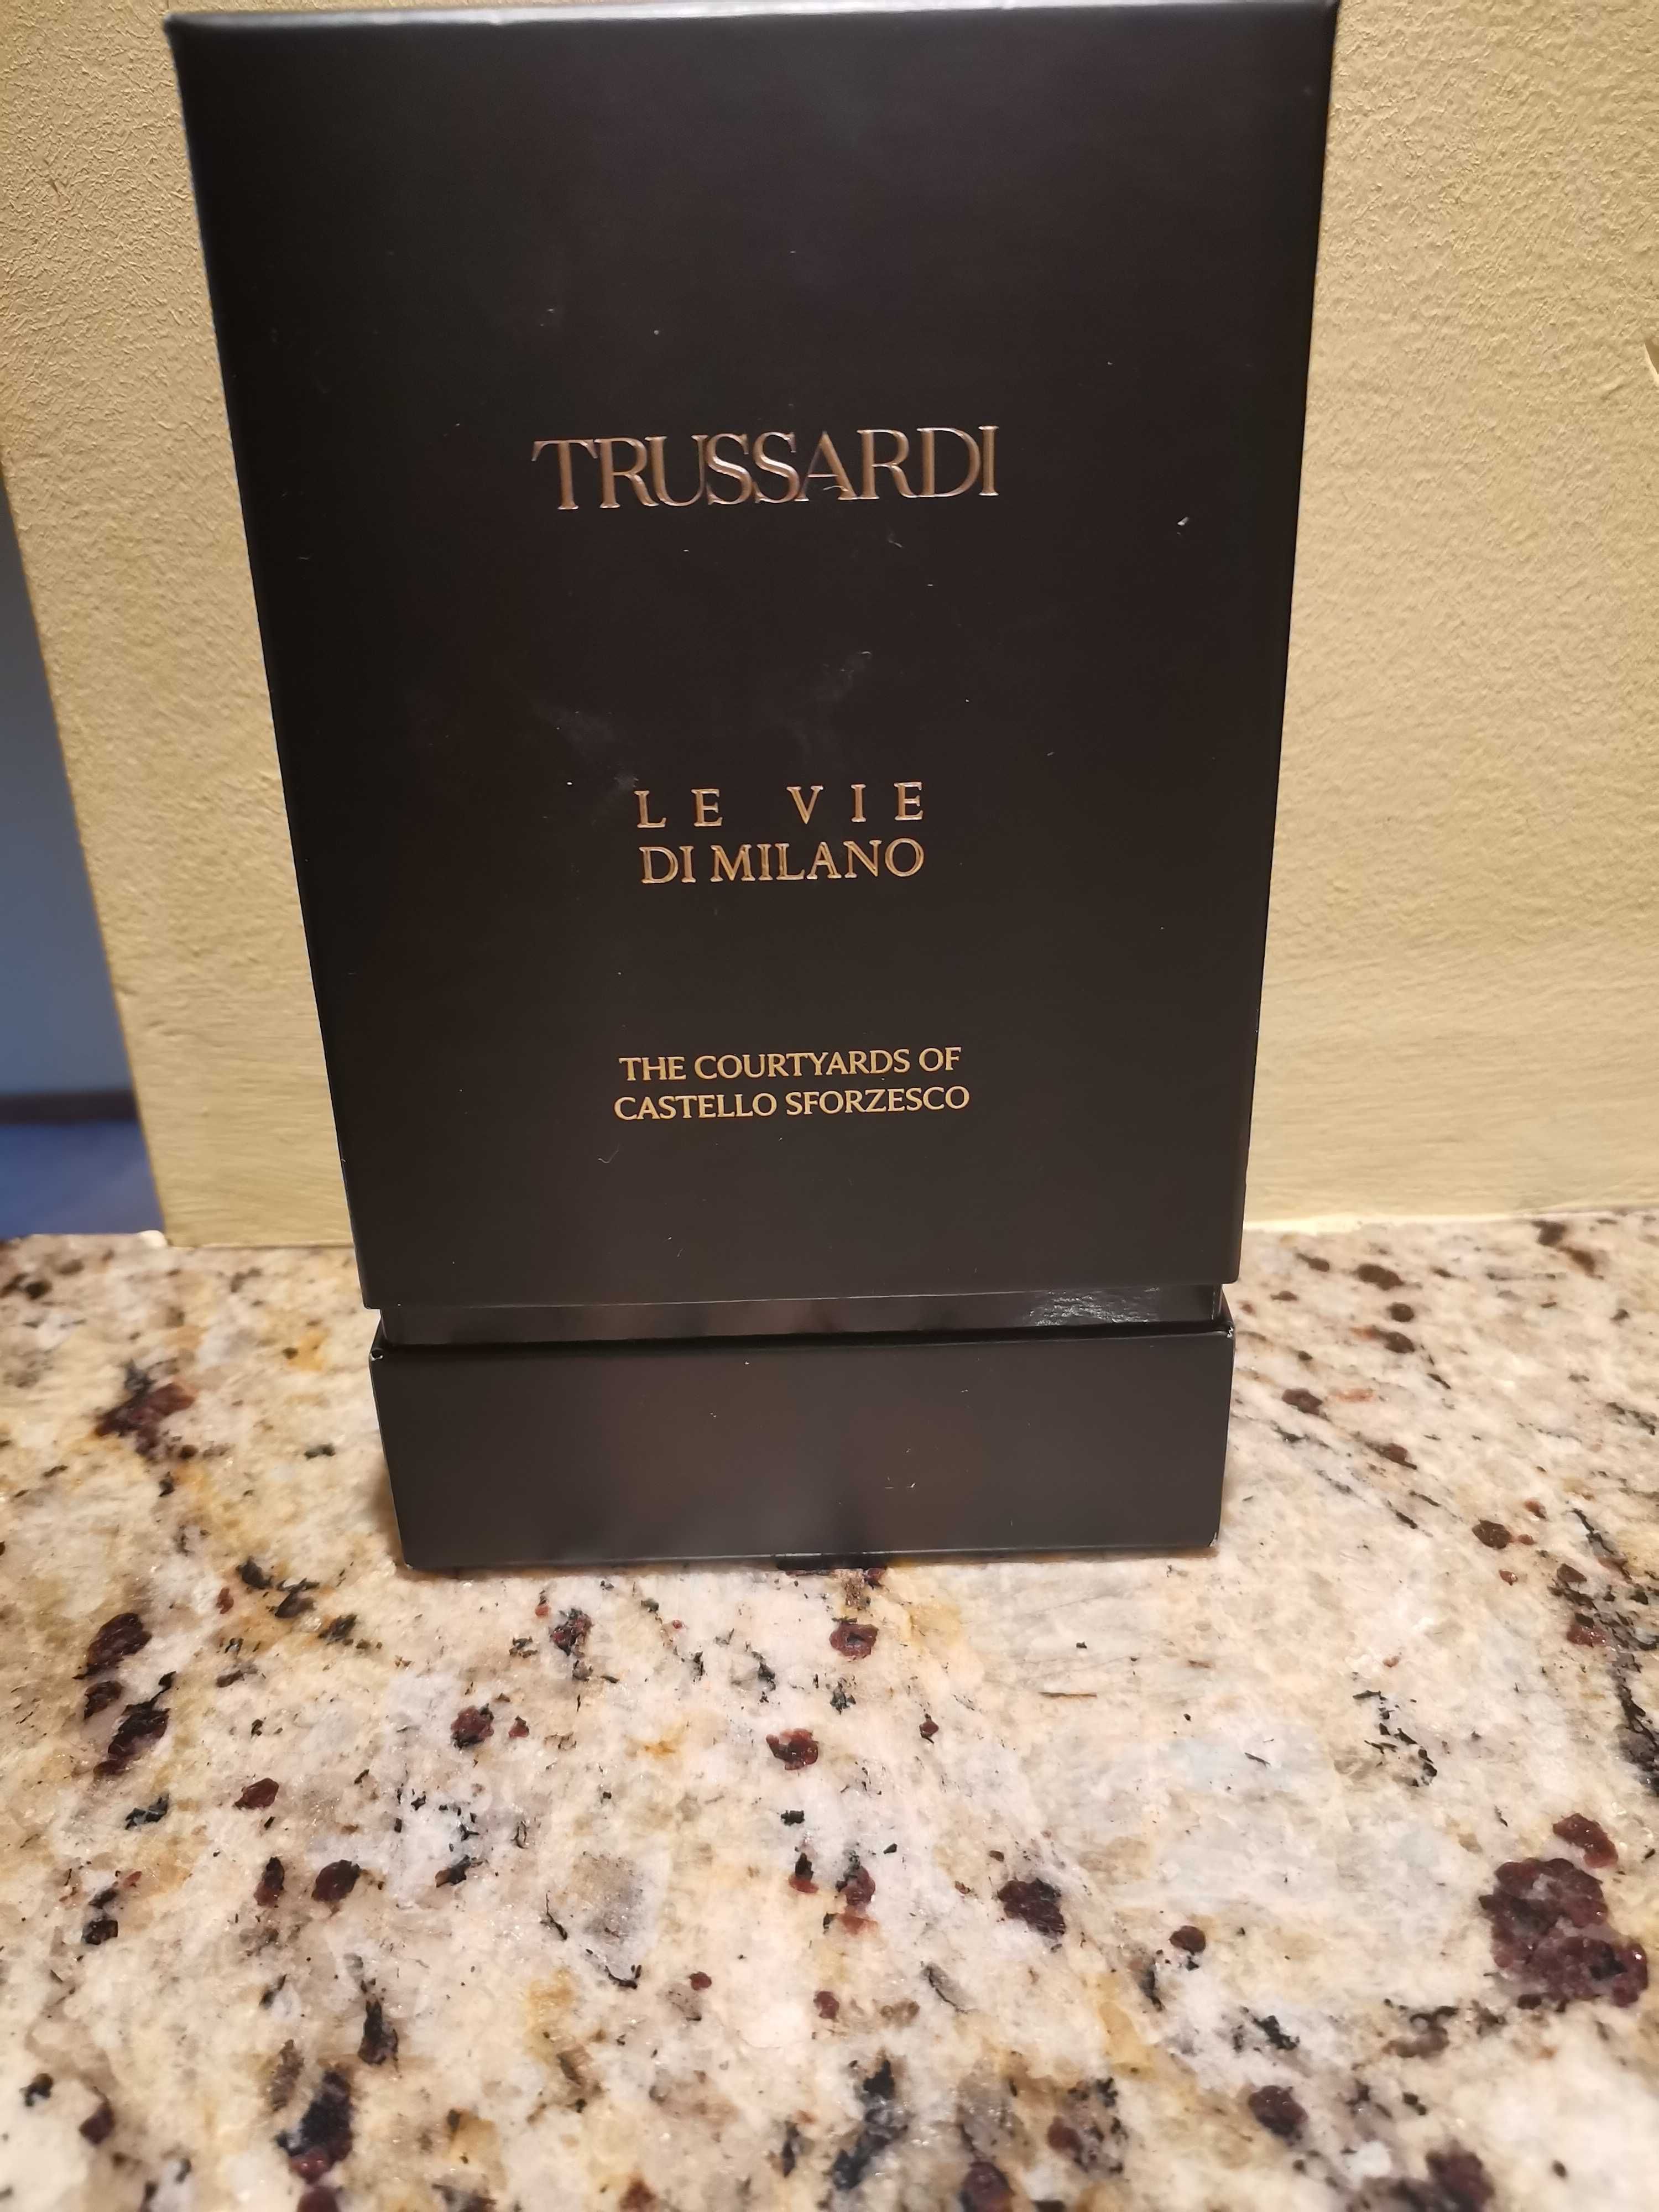 TRUSSARDI
LE VIE
DI MILANO
THE COURTYARDS OF
CASTELLO SFORZESCO